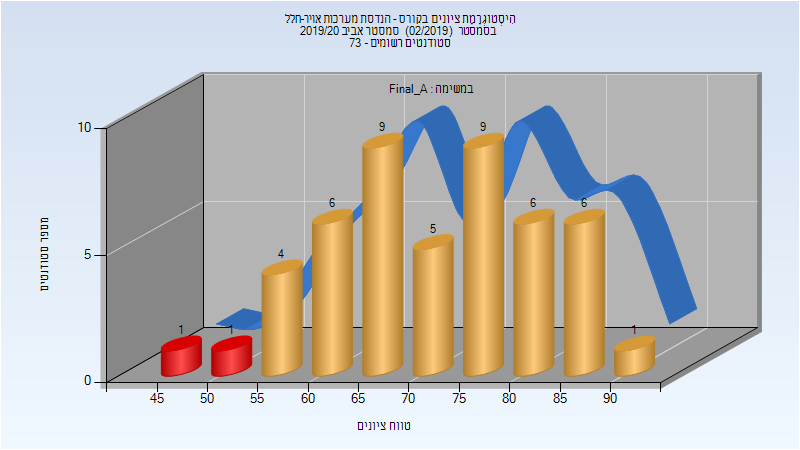 היסטוגרמת ציונים בקורס - הנדסת מערכות אויר-חלל
בסמסטר (02/2019) סמסטר אביב 2019/20
סטודנטים רשומים - 73
במשימה : Final_A
10
5
0
מספר סטודנטים
1
1
4
6
9
5
9
6
6
1
45 50 55 60 65 70 75 80 85 90
טווח ציונים